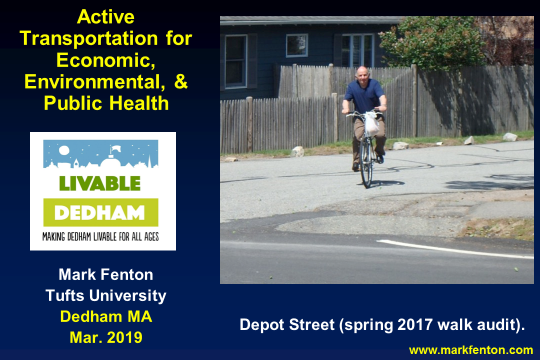 Active
Transportation for
Economic,
Environmental, &
Public Health
LIVABLE
DEDHAM
MAKING DEDHAM LIVABLE FOR ALL AGES
Mark Fenton
Tufts University
Dedham MA
Mar. 2019
Depot Street (spring 2017 walk audit).
www.markfenton.com